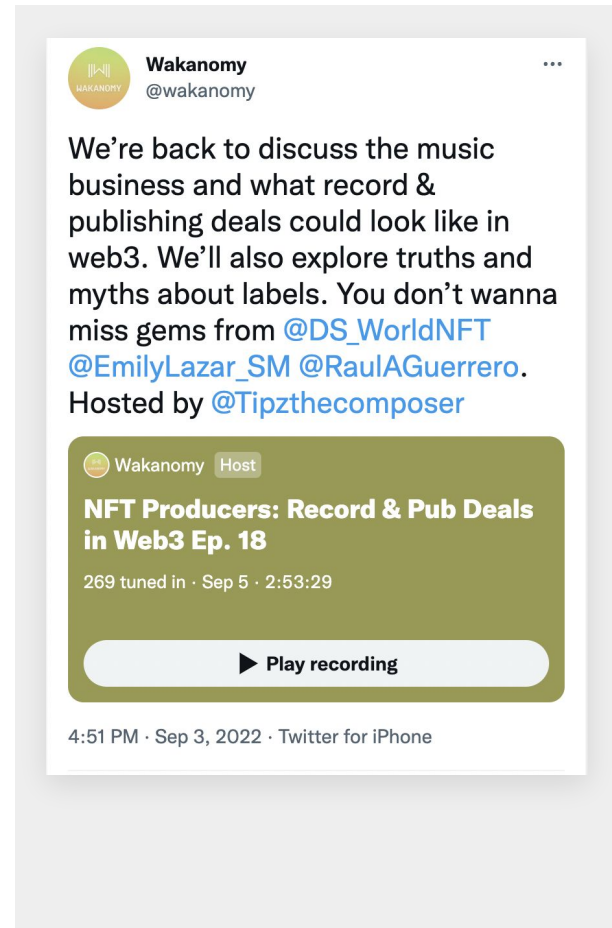 WAKANOMY
Wakanomy
@wakanomy
We’re back to discuss the music
business and what record &
publishing deals could look like in
web3. We’ll also explore truths and
myths about labels. You don’t wanna
miss gems from @DS_WorldNFT
@EmilyLazar_SM @RaulAGuerrero.
Hosted by @Tipzthecomposer
Wakanomy Host
NFT Producers: Record & Pub Deals
in Web3 Ep. 18
269 tuned in · Sep 5 · 2:53:29
Play recording
4:51 PM · Sep 3, 2022 · Twitter for iPhone